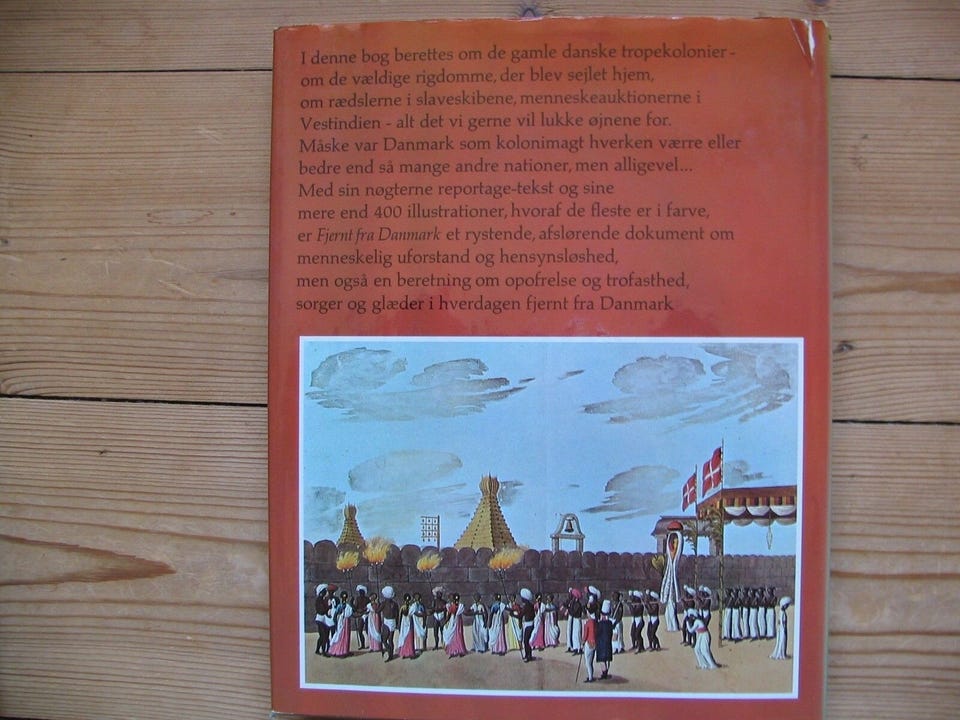 I denne bog berettes om de gamle danske tropekolonier -
om de vældige rigdomme, der blev sejlet hjem,
om rædslerne i slaveskibene, menneskeauktionerne i
Vestindien - alt det vi gerne vil lukke øjnene for.
Måske var Danmark som kolonimagt hverken værre eller
bedre end så mange andre nationer, men alligevel...
Med sin nøgterne reportage-tekst og sine
mere end 400 illustrationer, hvoraf de fleste er i farve,
er Fjernt fra Danmark et rystende, afslørende dokument om
menneskelig uforstand og hensynsløshed,
men også en beretning om opofrelse og trofasthed,
sorger og glæder i hverdagen fjernt fra Danmark